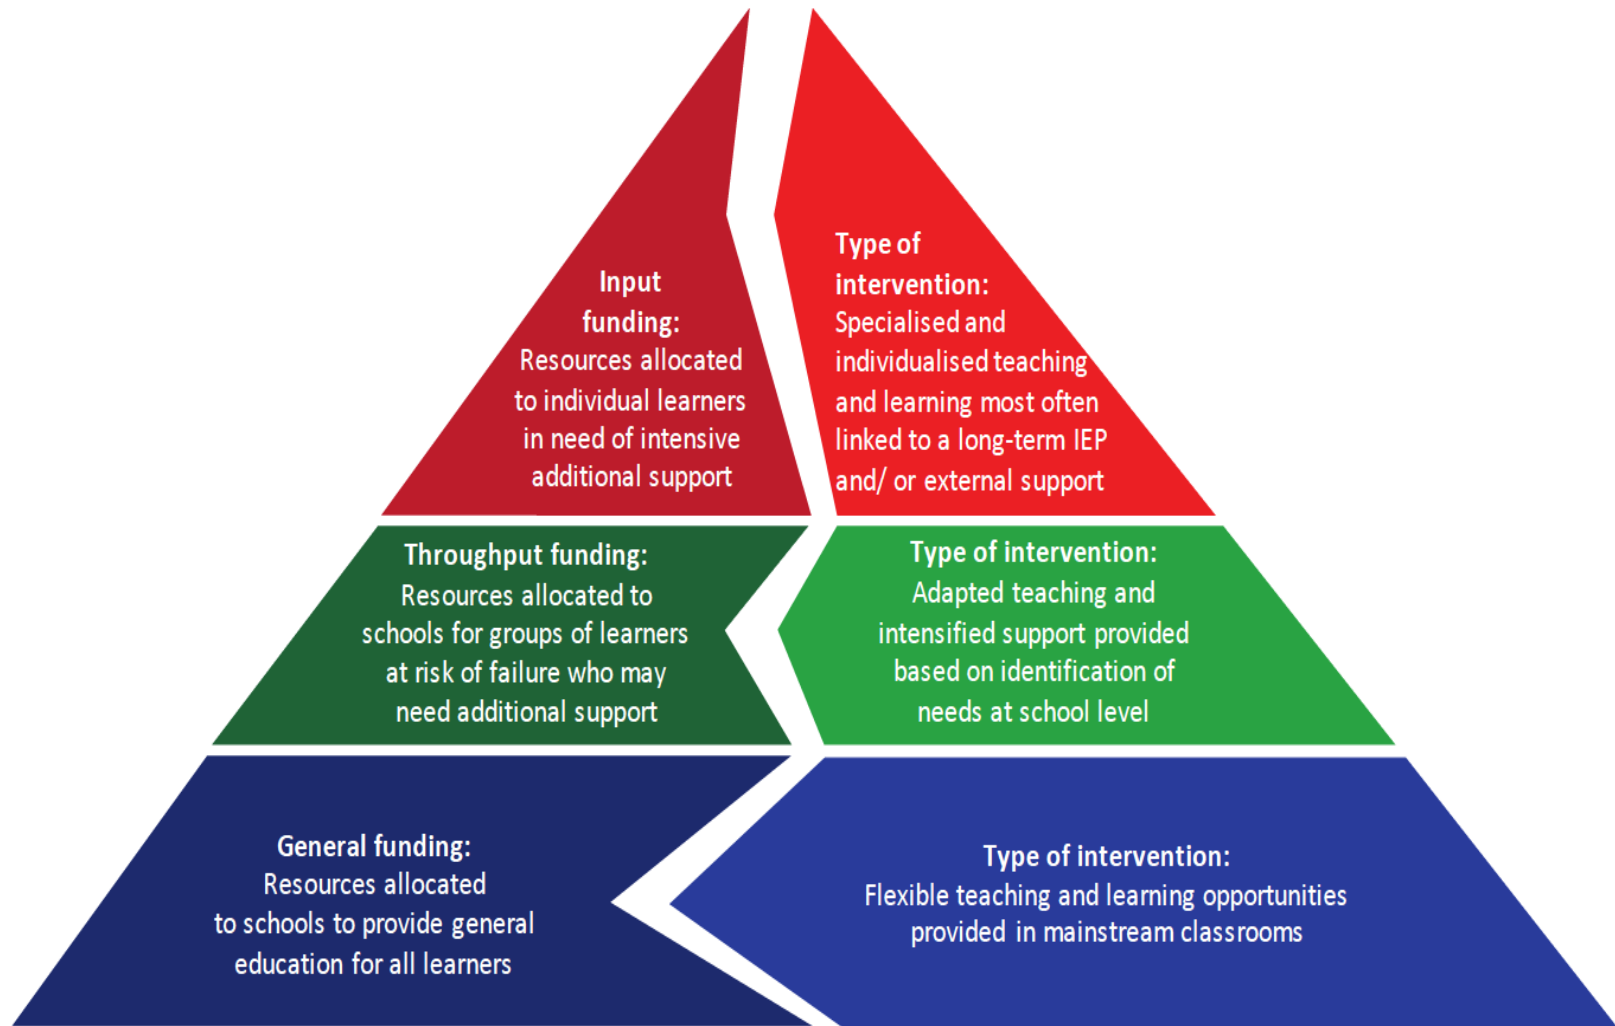 Input
funding:
Resources allocated
to individual learners
in need of intensive
additional support
Type of
intervention:
Specialised and
individualised teaching
and learning most often
linked to a long-term IEP
and/ or external support
Throughput funding:
Resources allocated to
schools for groups of learners
at risk of failure who may
need additional support
Type of intervention:
Adapted teaching and
intensified support provided
based on identification of
needs at school level
General funding:
Resources allocated
to schools to provide general
education for all learners
Type of intervention:
Flexible teaching and learning opportunities
provided in mainstream classrooms